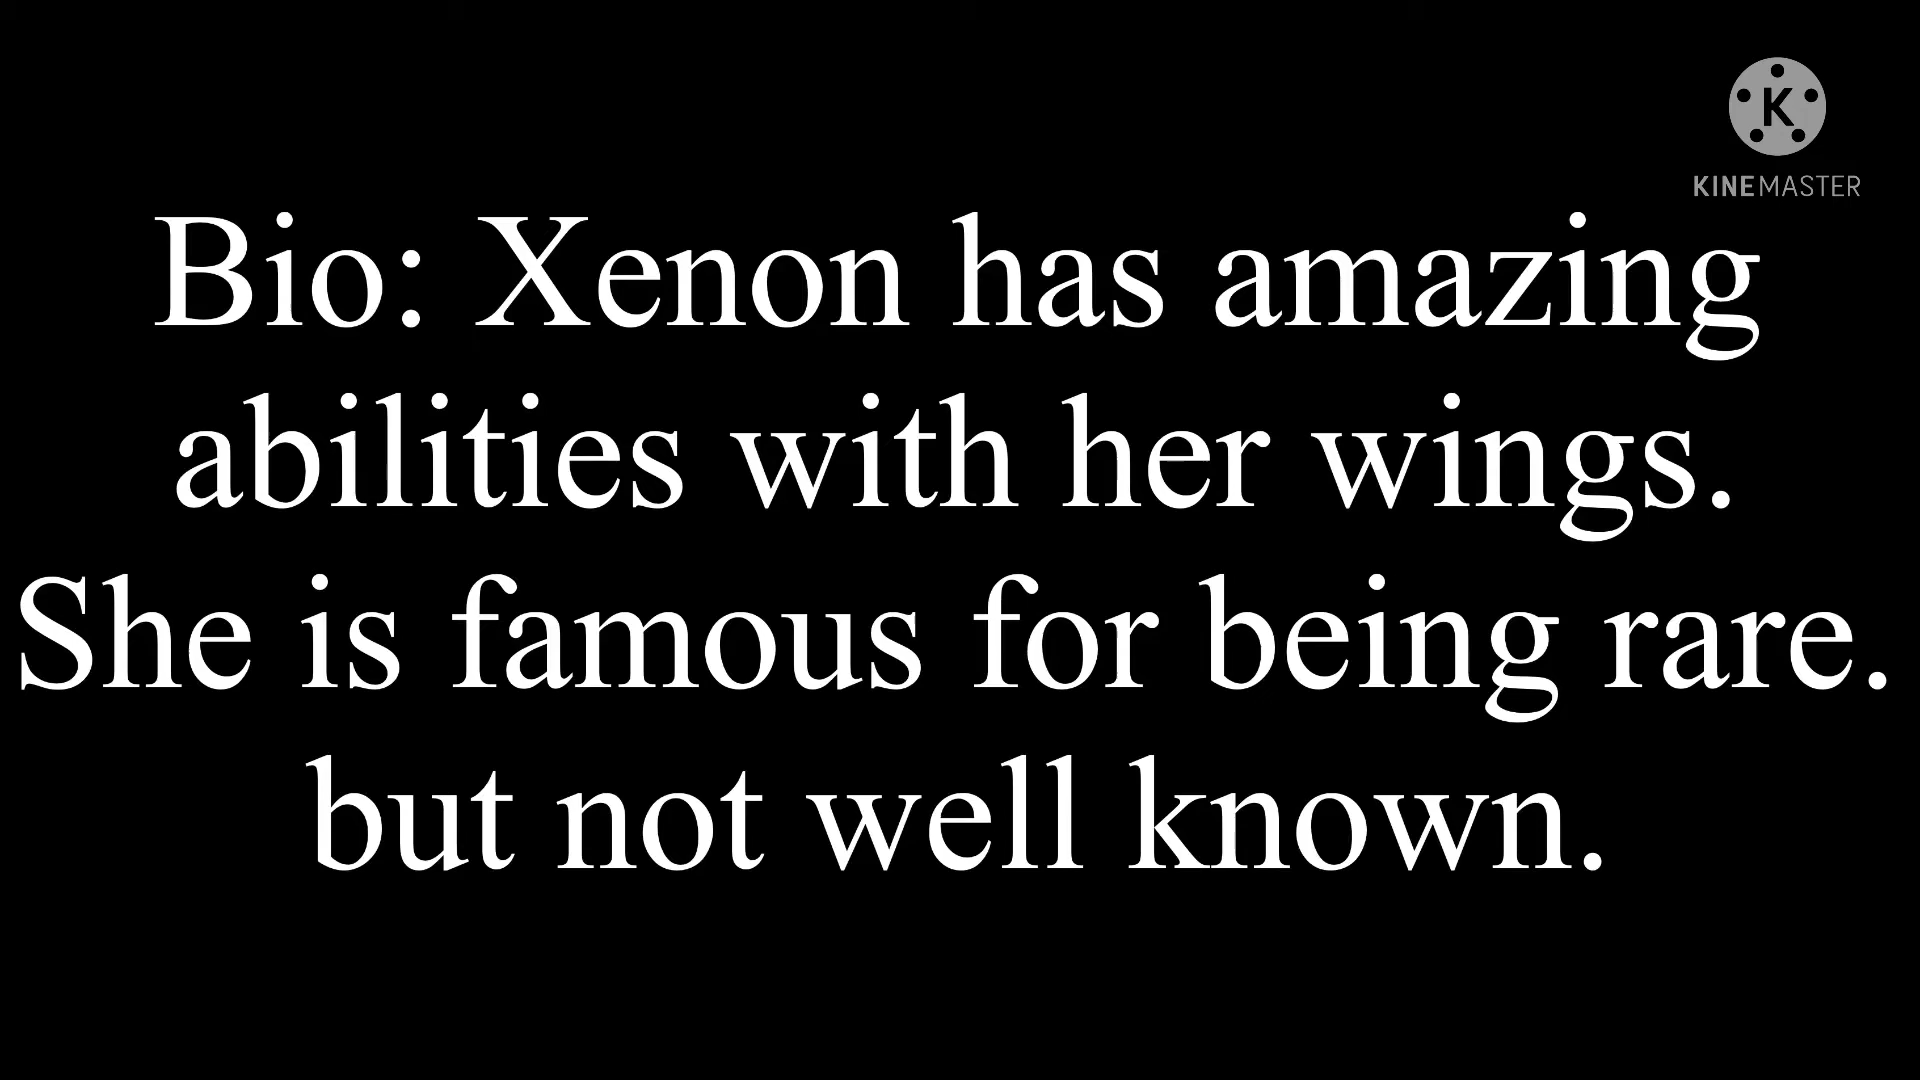 K
KINEMASTER
Bio: Xenon has amazing
abilities with her wings.
She is famous for being rare.
but not well known.